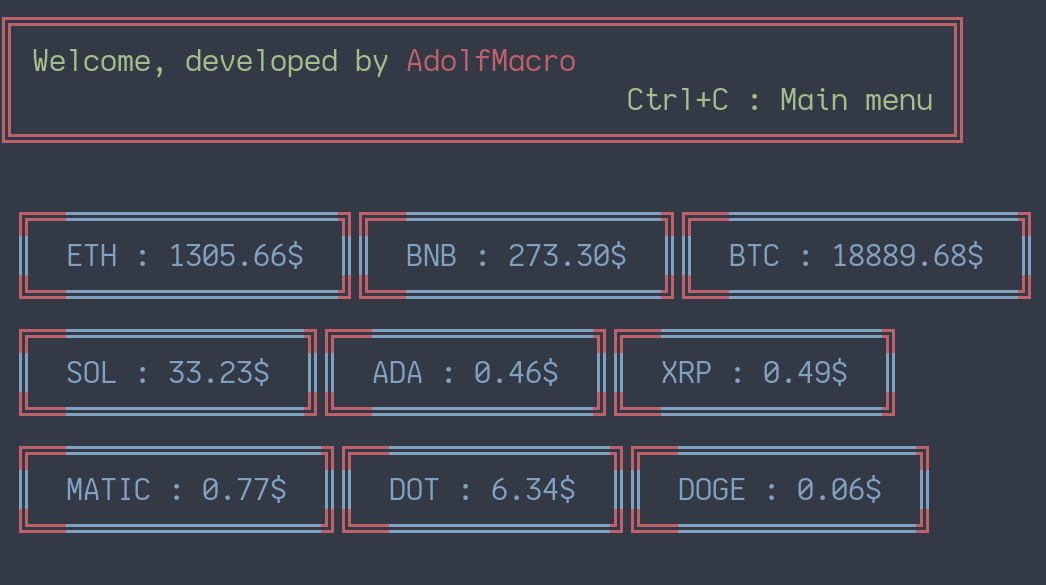 Welcome, developed by AdolfMacro
Ctrl+C : Main menu
ETH : 1305.66$ BNB : 273.30$ BTC : 18889.68$
SOL : 33.23$ ADA : 0.46$ XRP : 0.49$
MATIC : 0.77$ DOT : 6.34$ DOGE : 0.06$